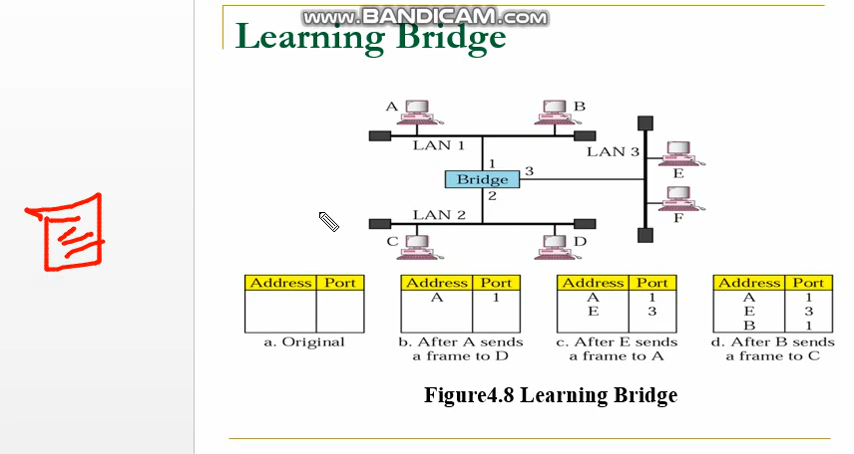 www.BANDICAM.com
Learning Bridge
A
B
LAN 1
LAN 3
1
3
Bridge
E
2
LAN 2
F
C
D
Address Port
a. Original
Address Port
A 1
b. After A sends
a frame to D
Address Port
A 1
E 3
c. After E sends
a frame to A
Address Port
A 1
E 3
B 1
d. After B sends
a frame to C
Figure4.8 Learning Bridge